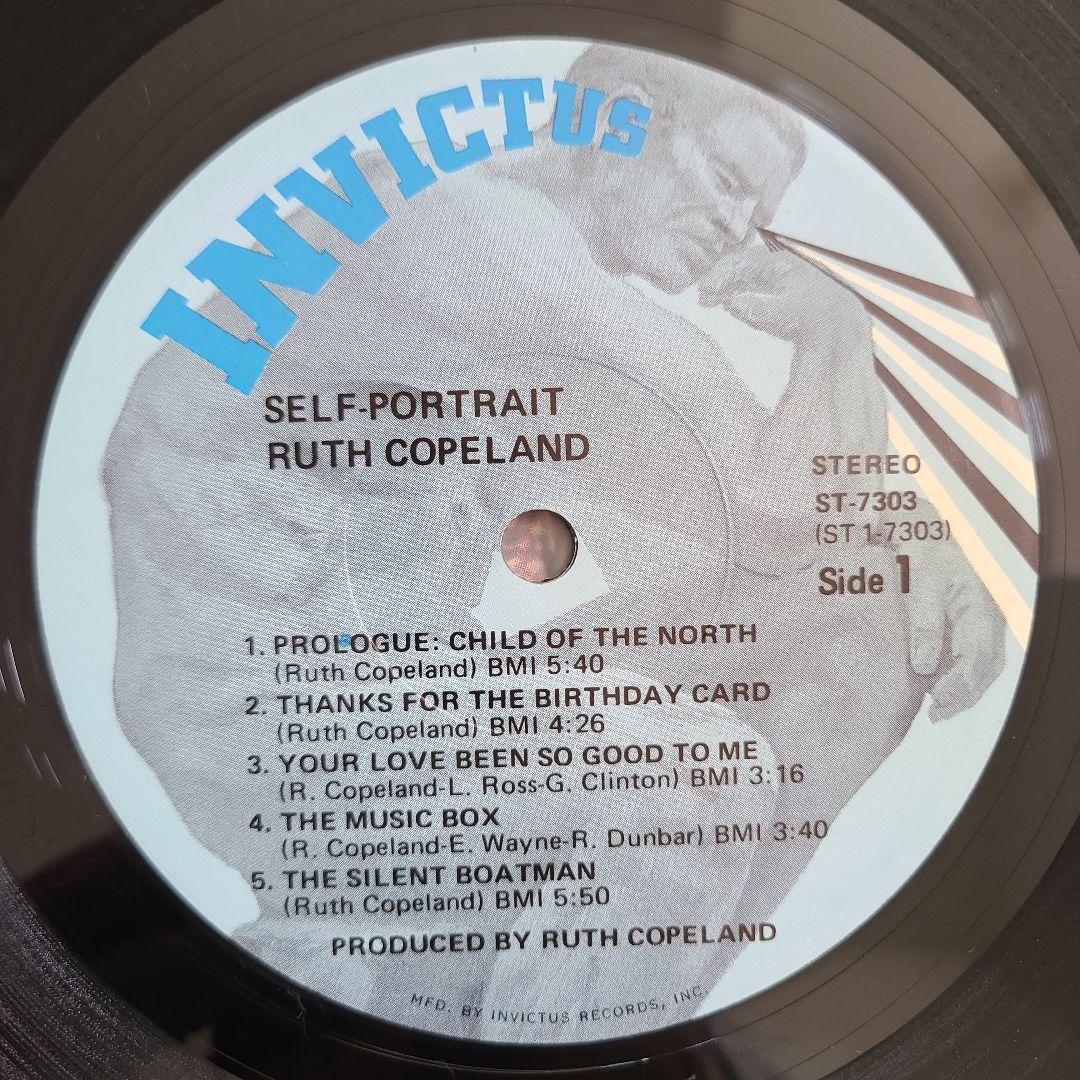 INVICTUS
SELF-PORTRAIT
RUTH COPELAND
STEREO
ST-7303
(ST 1-7303)
Side 1
1. PROLOGUE: CHILD OF THE NORTH
(Ruth Copeland) BMI 5:40
2. THANKS FOR THE BIRTHDAY CARD
(Ruth Copeland) BMI 4:26
3. YOUR LOVE BEEN SO GOOD TO ME
(R. Copeland-L. Ross-G. Clinton) BMI 3:16
4. THE MUSIC BOX
(R. Copeland-E. Wayne-R. Dunbar) BMI 3:40
5. THE SILENT BOATMAN
(Ruth Copeland) BMI 5:50
PRODUCED BY RUTH COPELAND
MFD. BY INVICTUS RECORDS, INC.